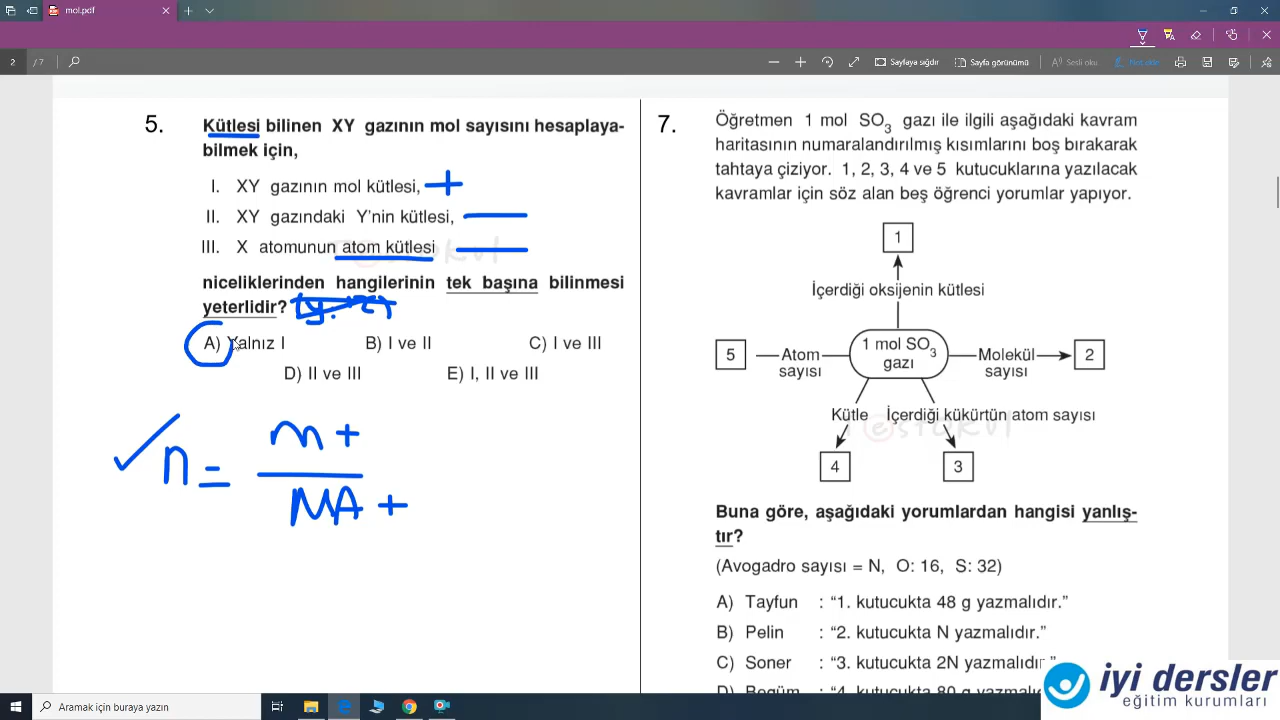 mol.pdf
2 / 7
Sayfaya sığdır
Sayfa görünümü
Sesli oku
Metin ekle
5.
Kütlesi bilinen XY gazının mol sayısını hesaplaya-
bilmek için,
I. XY gazının mol kütlesi, +
II. XY gazındaki Y'nin kütlesi, —
III. X atomunun atom kütlesi —
niceliklerinden hangilerinin tek başına bilinmesi
yeterlidir?
A) Yalnız I B) I ve II C) I ve III
D) II ve III E) I, II ve III
n = m +
MA +
7.
Öğretmen 1 mol SO3 gazı ile ilgili aşağıdaki kavram
haritasının numaralandırılmış kısımlarını boş bırakarak
tahtaya çiziyor. 1, 2, 3, 4 ve 5 kutucuklarına yazılacak
kavramlar için söz alan beş öğrenci yorumlar yapıyor.
1
İçerdiği oksijenin kütlesi
5
Atom
sayısı
1 mol SO3
gazı
Molekül
sayısı
2
Kütle
İçerdiği kükürtün atom sayısı
4
3
Buna göre, aşağıdaki yorumlardan hangisi yanlış-
tır?
(Avogadro sayısı = N, O: 16, S: 32)
A) Tayfun : “1. kutucukta 48 g yazmalıdır.”
B) Pelin : “2. kutucukta N yazmalıdır.”
C) Soner : “3. kutucukta 2N yazmalıdır.”
D) Begüm : “4. kutucukta 80 g
iyi dersler
eğitim kurumları
Aramak için buraya yazın